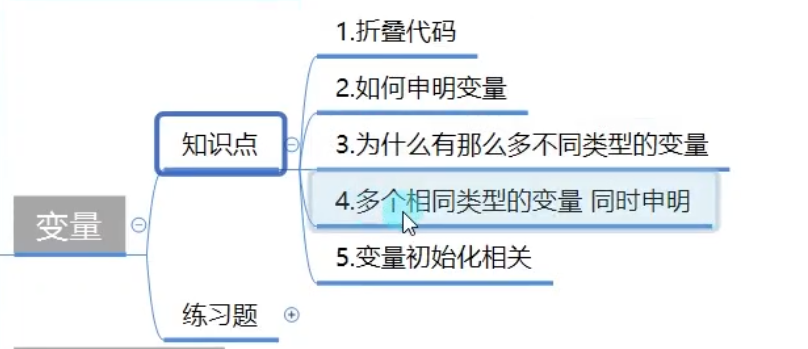 变量
知识点
1.折叠代码
2.如何申明变量
3.为什么有那么多不同类型的变量
4.多个相同类型的变量 同时申明
5.变量初始化相关
练习题